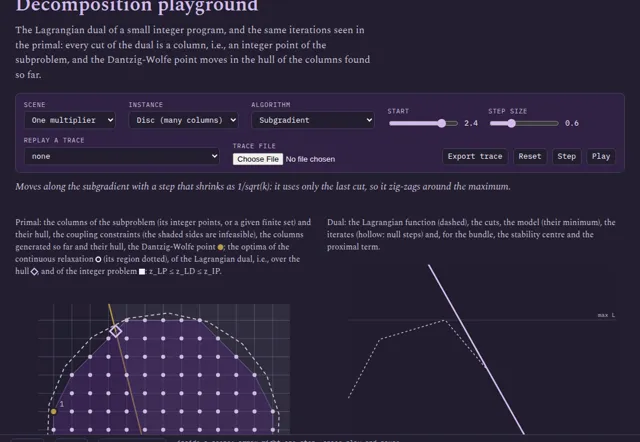 Decomposition playground
The Lagrangian dual of a small integer program, and the same iterations seen in
the primal: every cut of the dual is a column, i.e., an integer point of the
subproblem, and the Dantzig-Wolfe point moves in the hull of the columns found
so far.
SCENE INSTANCE ALGORITHM START STEP SIZE
One multiplier Disc (many columns) Subgradient 2.4 0.6
REPLAY A TRACE TRACE FILE
none Choose File No file chosen Export trace Reset Step Play
Moves along the subgradient with a step that shrinks as 1/sqrt(k): it uses only the last cut, so it zig-zags around the maximum.
Primal: the columns of the subproblem (its integer points, or a given finite set) and
their hull, the coupling constraints (the shaded sides are infeasible), the columns
generated so far and their hull, the Dantzig-Wolfe point ; the optima of the
continuous relaxation (its region dotted), of the Lagrangian dual, i.e., over the
hull , and of the integer problem : z_LP ≤ z_LD ≤ z_IP.
Dual: the Lagrangian function (dashed), the cuts, the model (their minimum), the
iterates (hollow: null steps) and, for the bundle, the stability centre and the
proximal term.
max L
1